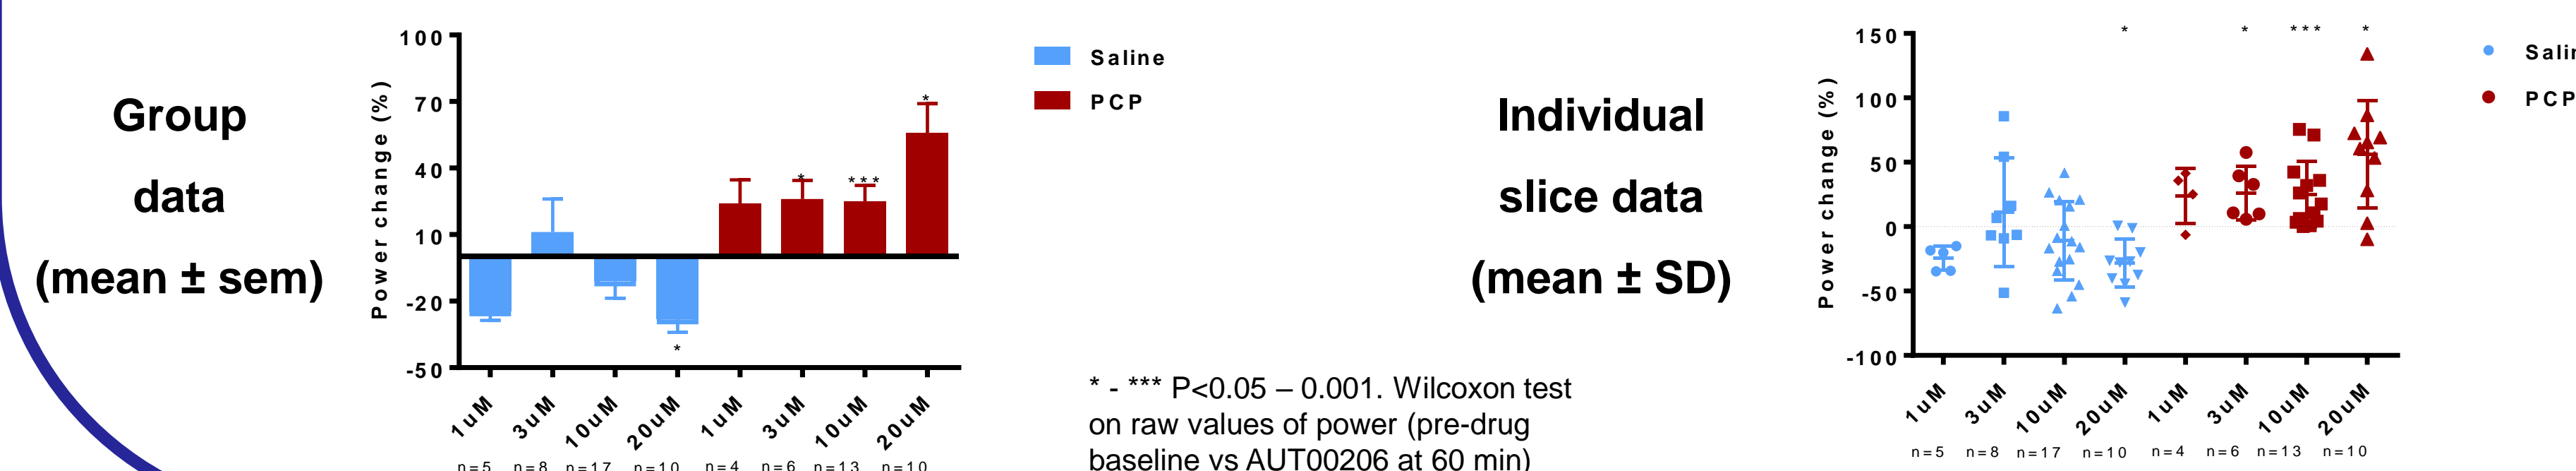 Group
data
(mean ± sem)
Power change (%)
100
70
40
10
-20
-50
*
*
***
*
1uM 3uM 10uM 20uM 1uM 3uM 10uM 20uM
n=5 n=8 n=17 n=10 n=4 n=6 n=13 n=10
Saline
PCP
* - *** P<0.05 – 0.001. Wilcoxon test
on raw values of power (pre-drug
baseline vs AUT00206 at 60 min)
Individual
slice data
(mean ± SD)
Power change (%)
150
100
50
0
-50
-100
* * *** *
1uM 3uM 10uM 20uM 1uM 3uM 10uM 20uM
n=5 n=8 n=17 n=10 n=4 n=6 n=13 n=10
PCP